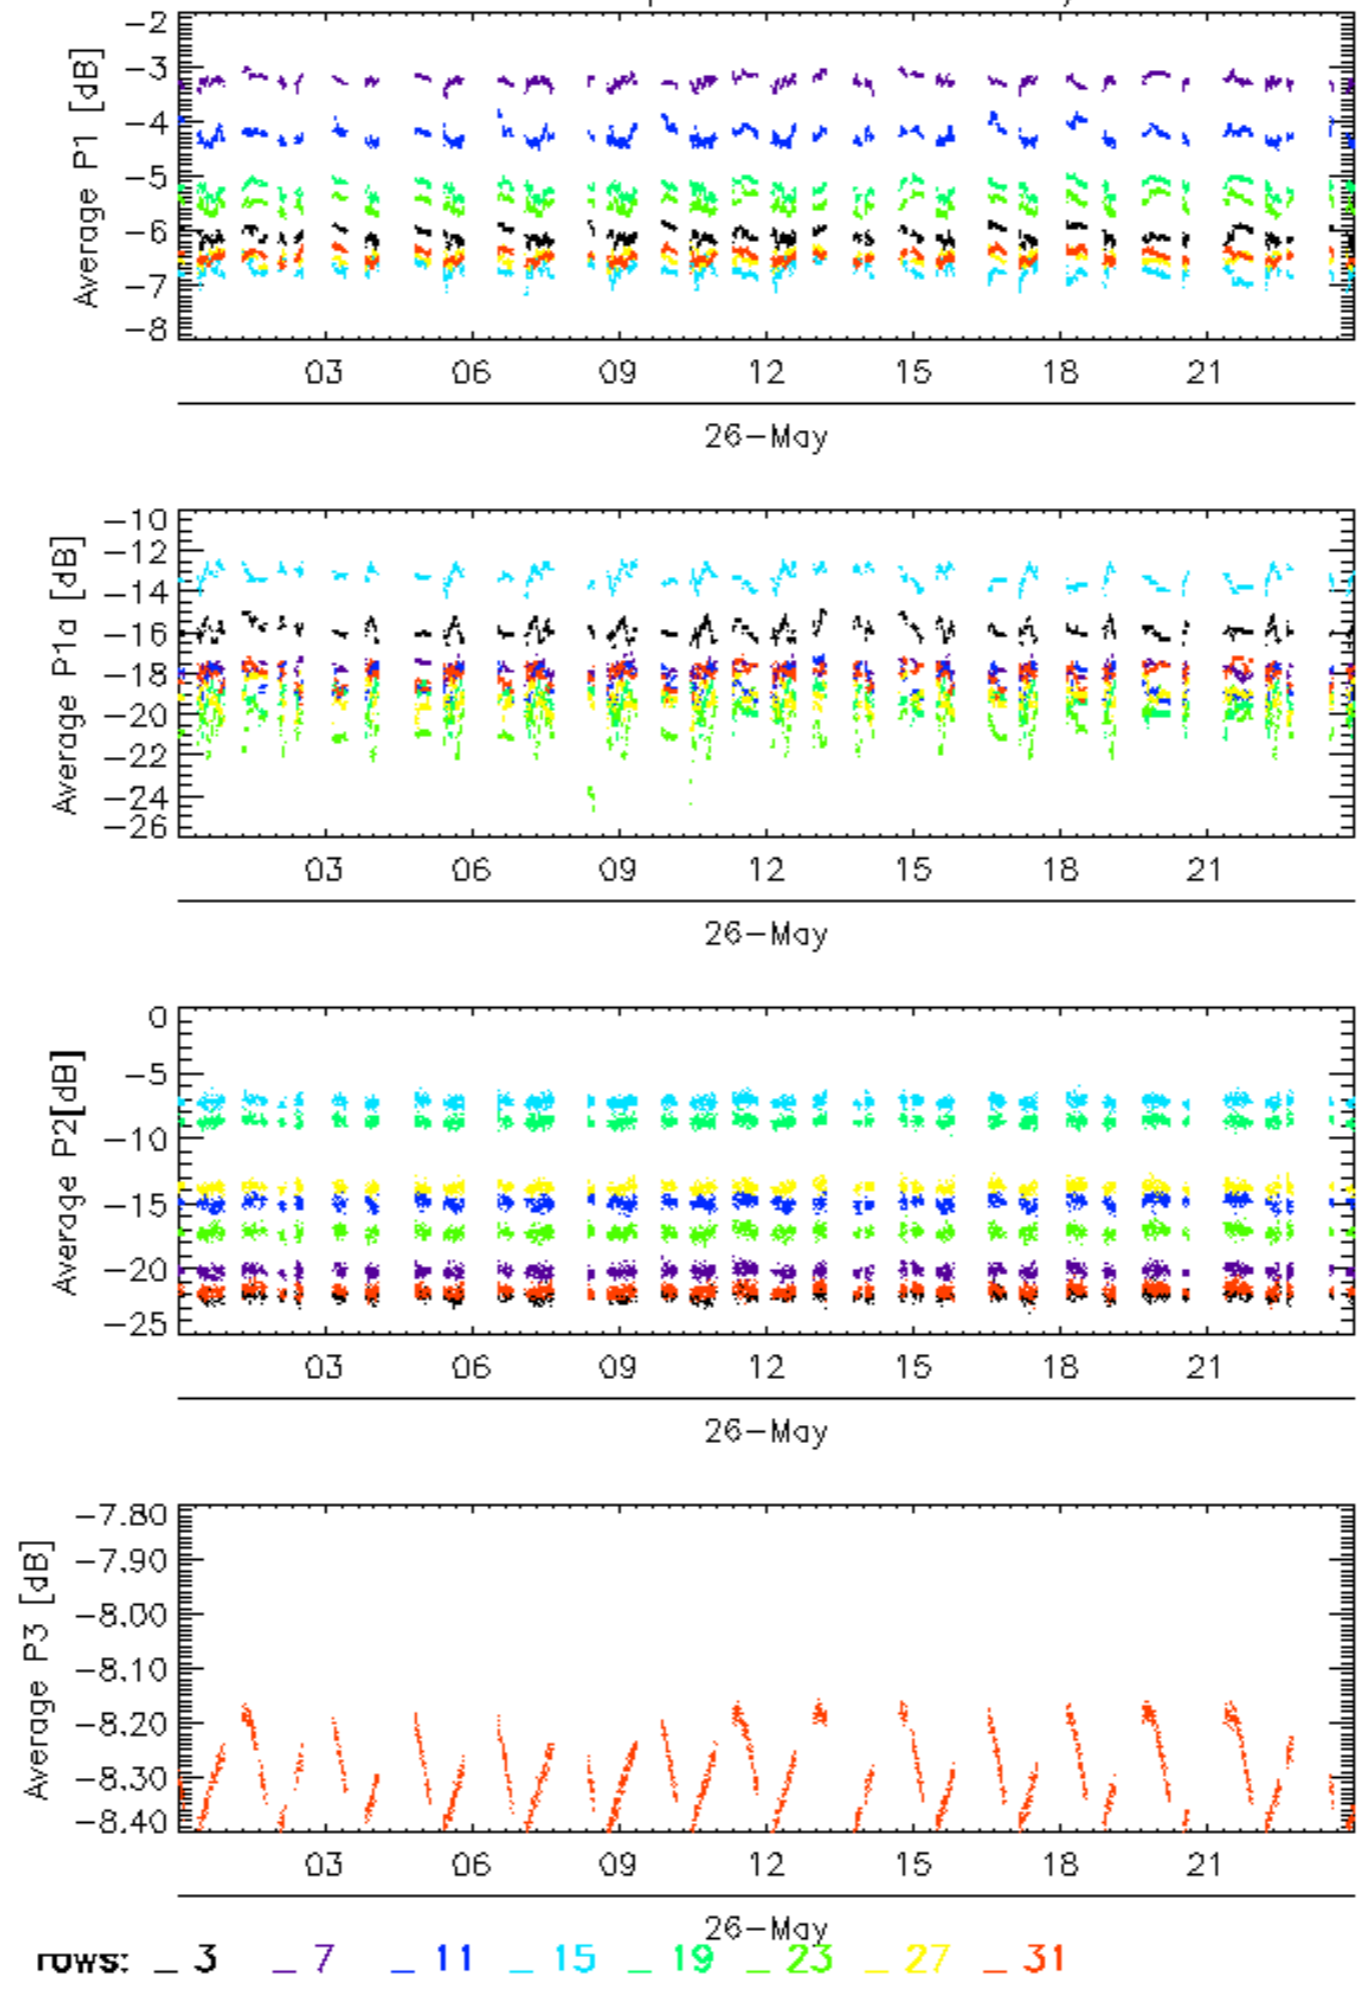 Average P1 [dB]
-2
-3
-4
-5
-6
-7
-8
03 06 09 12 15 18 21
26-May
Average P1a [dB]
-10
-12
-14
-16
-18
-20
-22
-24
-26
03 06 09 12 15 18 21
26-May
Average P2[dB]
0
-5
-10
-15
-20
-25
03 06 09 12 15 18 21
26-May
Average P3 [dB]
-7.80
-7.90
-8.00
-8.10
-8.20
-8.30
-8.40
03 06 09 12 15 18 21
26-May
rows: _ 3 _ 7 _ 11 _ 15 _ 19 _ 23 _ 27 _ 31